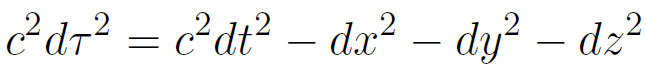 c²dτ² = c²dt² − dx² − dy² − dz²